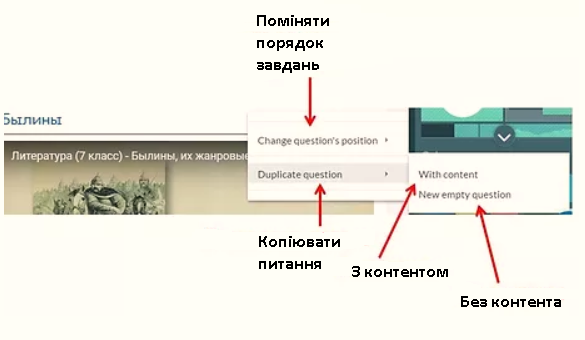 Поміняти
порядок
завдань
Былины
Change question's position
Литература (7 класс) - Былины, их жанровые
Duplicate question
With content
New empty question
Копіювати
питання
З контентом
Без контента